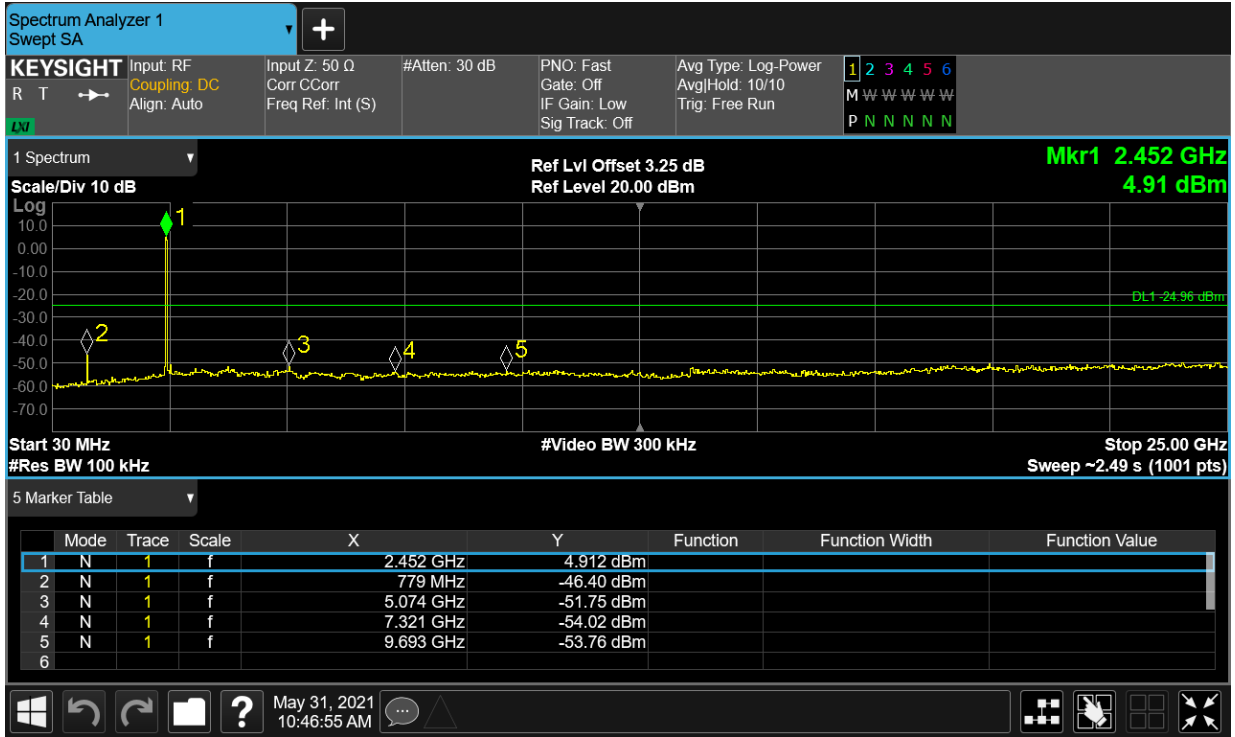 Spectrum Analyzer 1
Swept SA
+
KEYSIGHT
R T
LXI
Input: RF
Coupling: DC
Align: Auto
Input Z: 50 Ω
Corr CCorr
Freq Ref: Int (S)
#Atten: 30 dB
PNO: Fast
Gate: Off
IF Gain: Low
Sig Track: Off
Avg Type: Log-Power
Avg|Hold: 10/10
Trig: Free Run
1 2 3 4 5 6
M W W W W W
P N N N N N N
1 Spectrum
Scale/Div 10 dB
Ref Lvl Offset 3.25 dB
Ref Level 20.00 dBm
Mkr1 2.452 GHz
4.91 dBm
Log
10.0
0.00
-10.0
-20.0
-30.0
-40.0
-50.0
-60.0
-70.0
1
2
3
4
5
DL1 -24.96 dBm
Start 30 MHz
#Video BW 300 kHz
Stop 25.00 GHz
#Res BW 100 kHz
Sweep ~2.49 s (1001 pts)
5 Marker Table
Mode Trace Scale X Y Function Function Width Function Value
1 N 1 f 2.452 GHz 4.912 dBm
2 N 1 f 779 MHz -46.40 dBm
3 N 1 f 5.074 GHz -51.75 dBm
4 N 1 f 7.321 GHz -54.02 dBm
5 N 1 f 9.693 GHz -53.76 dBm
6
?
May 31, 2021
10:46:55 AM